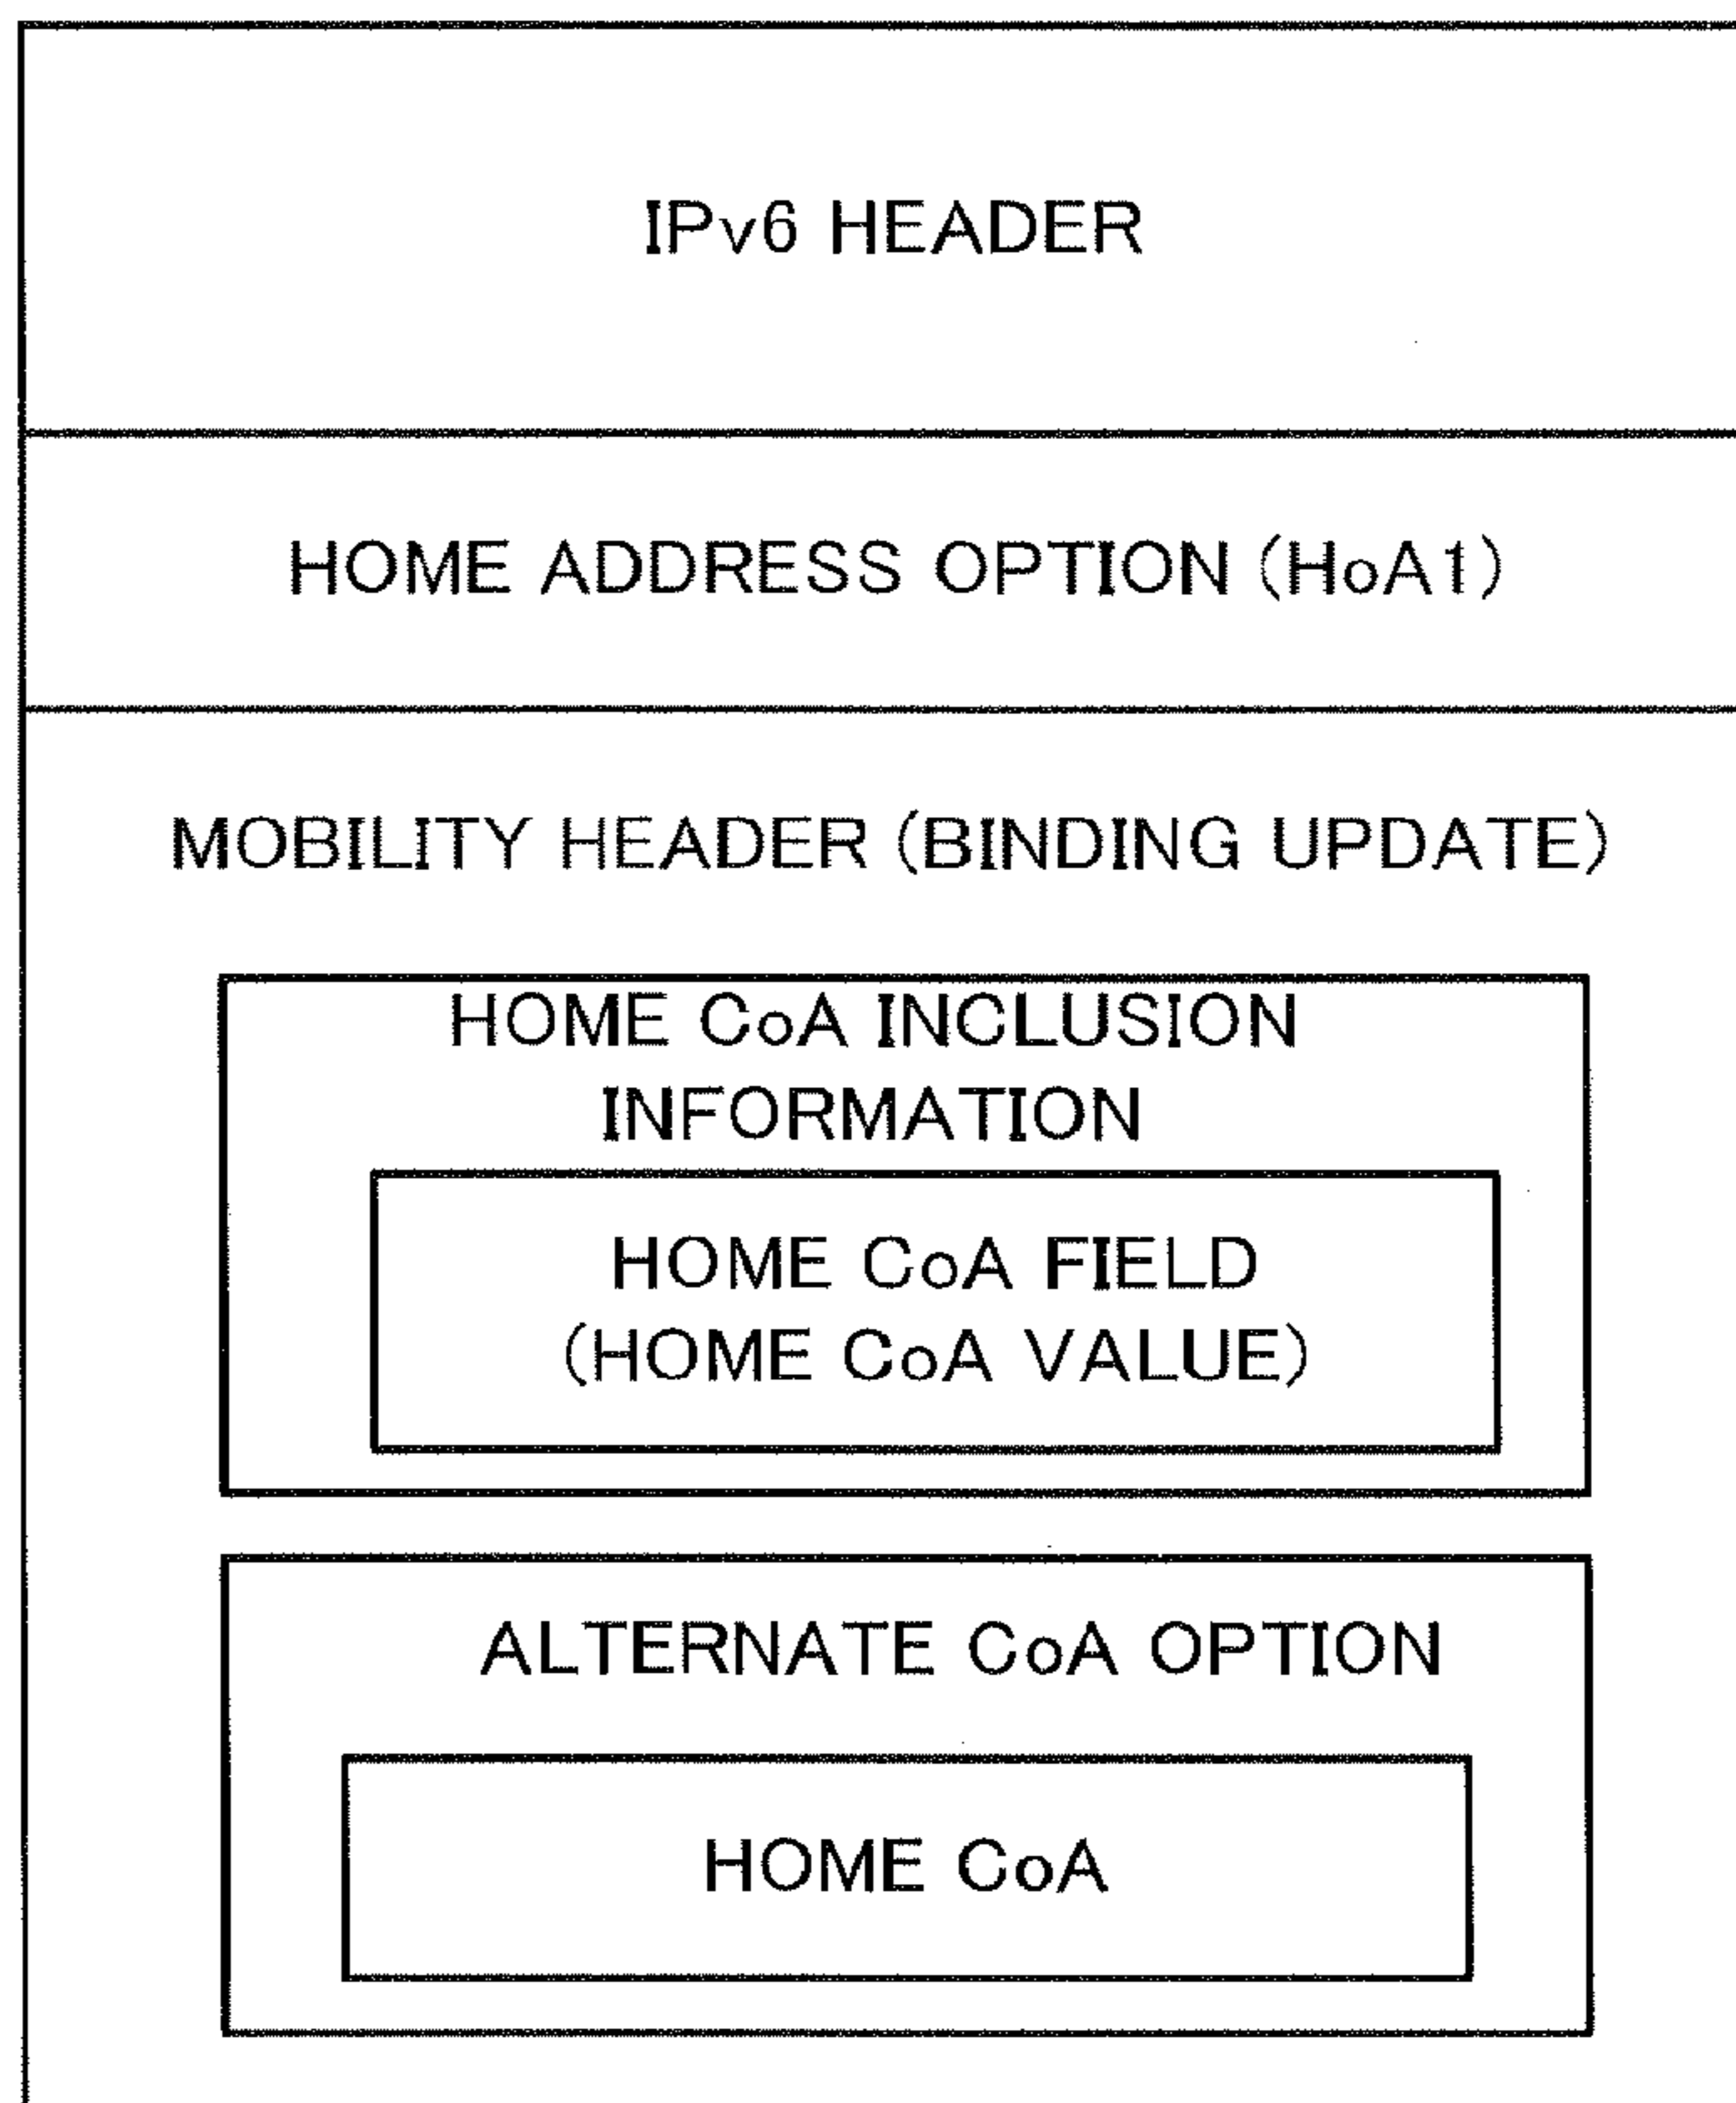 IPv6 HEADER
HOME ADDRESS OPTION (HoA1)
MOBILITY HEADER (BINDING UPDATE)
HOME CoA INCLUSION
INFORMATION
HOME CoA FIELD
(HOME CoA VALUE)
ALTERNATE CoA OPTION
HOME CoA